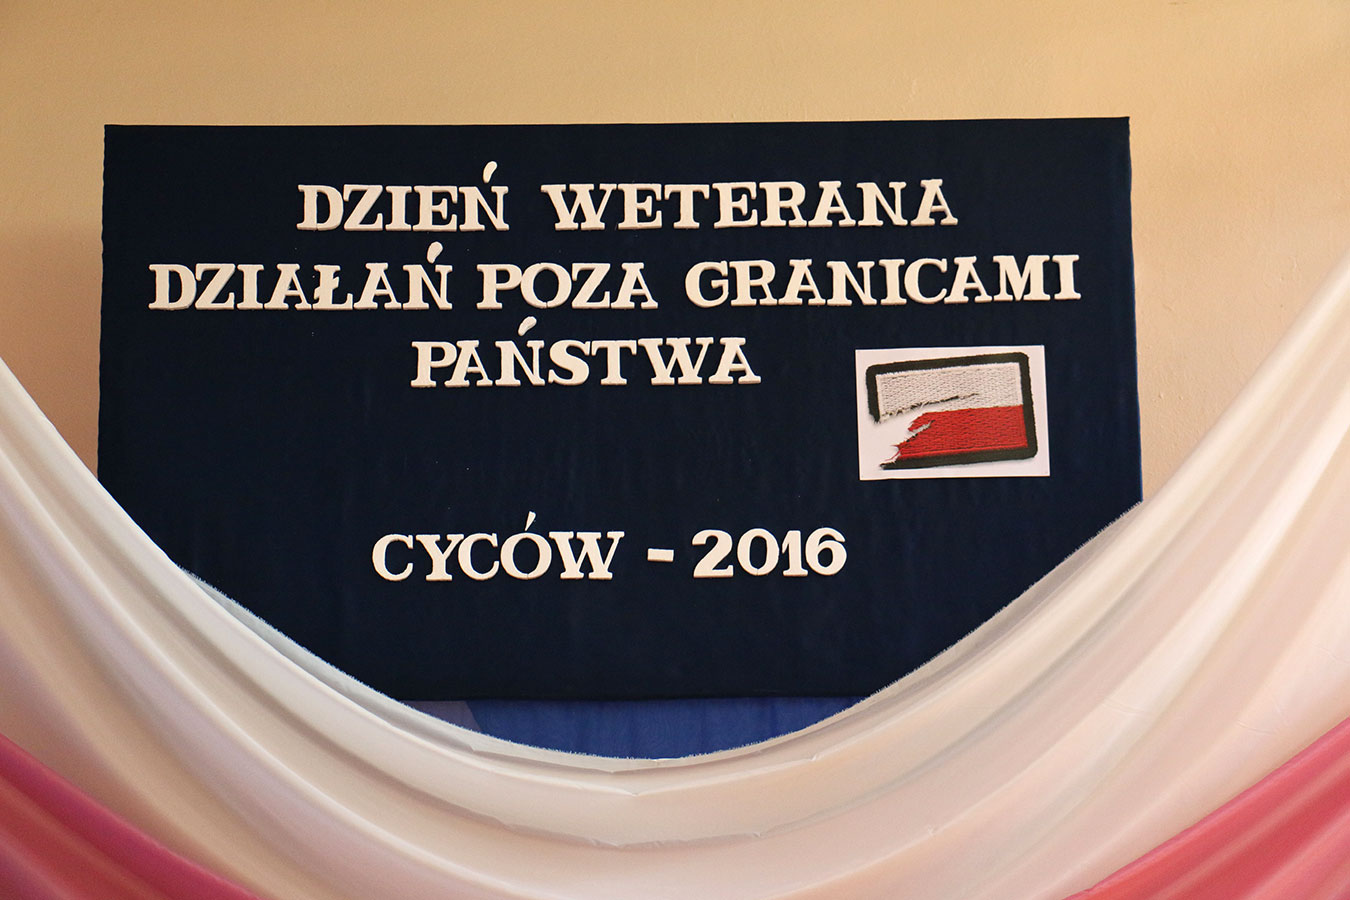 DZIEŃ WETERANA
DZIAŁAŃ POZA GRANICAMI
PAŃSTWA
CYCÓW - 2016